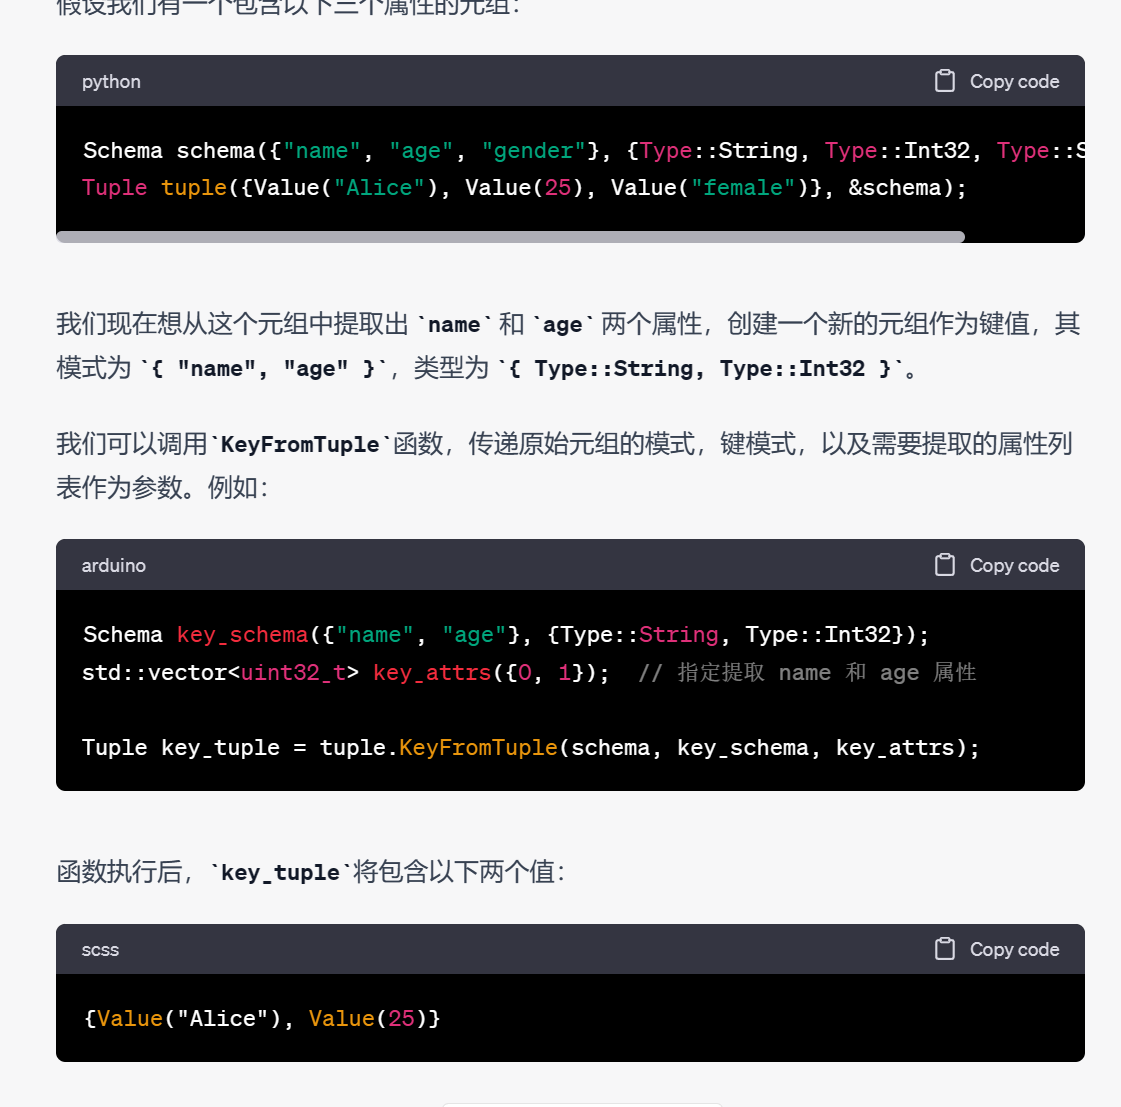 假设我们有一个包含以下三个属性的元组：
python
Copy code
Schema schema({"name", "age", "gender"}, {Type::String, Type::Int32, Type::S
Tuple tuple({Value("Alice"), Value(25), Value("female")}, &schema);
我们现在想从这个元组中提取出 `name` 和 `age` 两个属性，创建一个新的元组作为键值，其
模式为 `{ "name", "age" }`，类型为 `{ Type::String, Type::Int32 }`。
我们可以调用`KeyFromTuple`函数，传递原始元组的模式，键模式，以及需要提取的属性列
表作为参数。例如：
arduino
Copy code
Schema key_schema({"name", "age"}, {Type::String, Type::Int32});
std::vector<uint32_t> key_attrs({0, 1});  // 指定提取 name 和 age 属性
Tuple key_tuple = tuple.KeyFromTuple(schema, key_schema, key_attrs);
函数执行后，`key_tuple`将包含以下两个值：
scss
Copy code
{Value("Alice"), Value(25)}